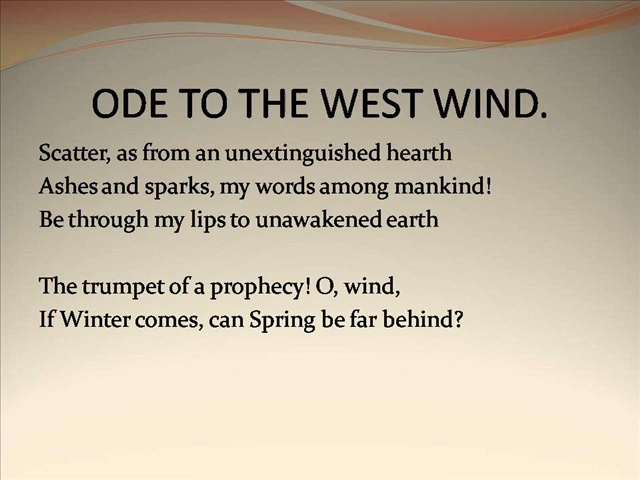 ODE TO THE WEST WIND.
Scatter, as from an unextinguished hearth
Ashes and sparks, my words among mankind!
Be through my lips to unawakened earth
The trumpet of a prophecy! O, wind,
If Winter comes, can Spring be far behind?